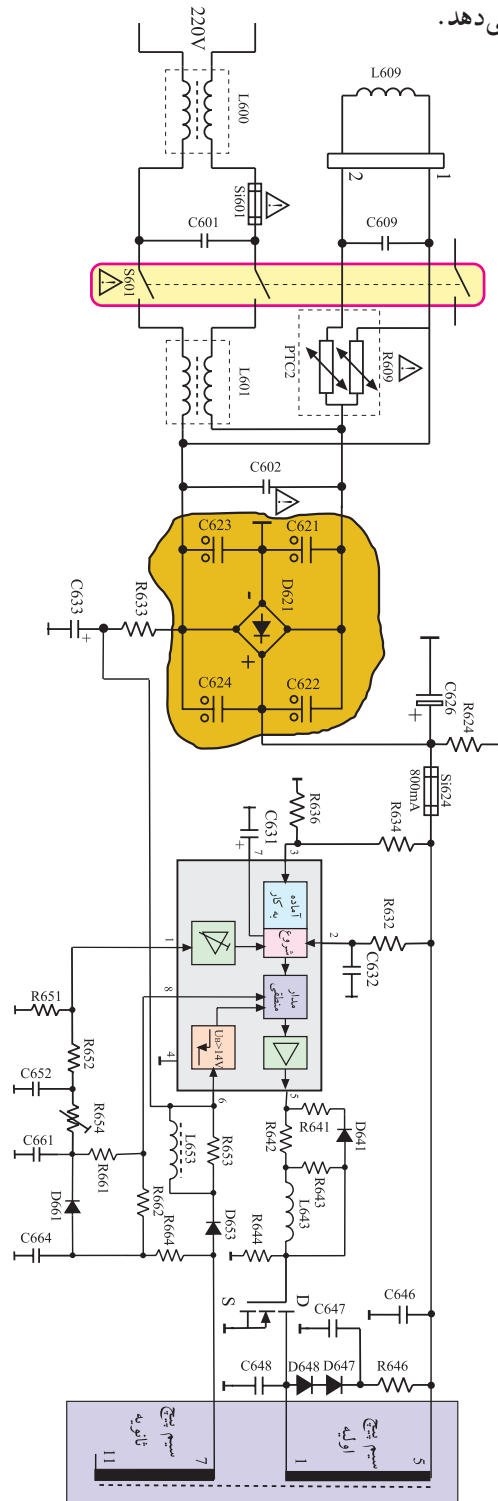 ی‌دهد.
220V
L600
Si601
C601
S601
L601
L609
1
2
C609
PTC2
R609
C602
C623
C621
D621
-
+
C624
C622
R633
C633
+
C626
+
R624
Si624
800mA
R636
R634
C631
+
7
3
آماده
به کار
شروع
2
R632
C632
1
8
مدار
منطقی
4
UB>14V
6
5
R651
R652
C652
R654
C661
R661
D661
R662
C664
R664
L653
R653
D653
R641
R642
D641
R643
L643
R644
S
D
C646
C647
C648
D648
D647
R646
سیم پیچ
ثانویه
11
7
سیم پیچ
اولیه
1
5